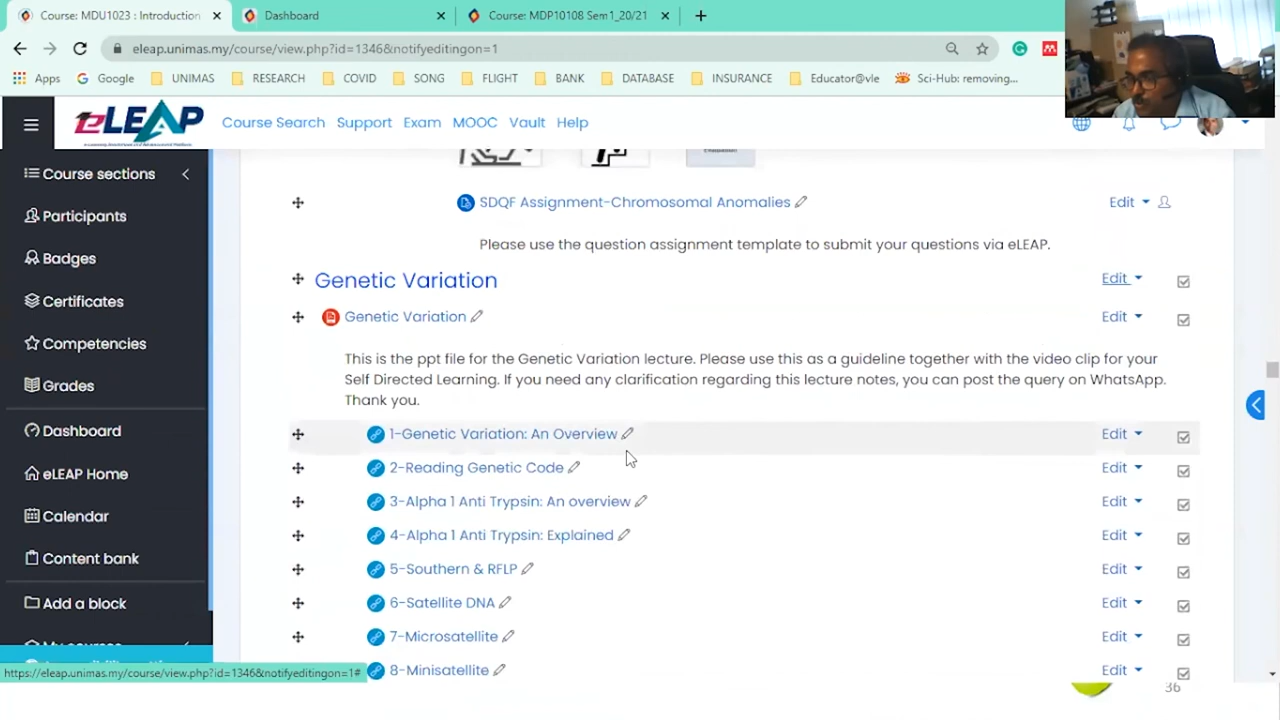 Course: MDU1023 : Introduction
Dashboard
Course: MDP10108 Sem1_20/21
eleap.unimas.my/course/view.php?id=1346&notifyeditingon=1
Apps
Google
UNIMAS
RESEARCH
COVID
SONG
FLIGHT
BANK
DATABASE
INSURANCE
Educator@vle
Sci-Hub: removing...
eLEAP
Course Search
Support
Exam
MOOC
Vault
Help
Course sections
Participants
Badges
Certificates
Competencies
Grades
Dashboard
eLEAP Home
Calendar
Content bank
Add a block
SDQF Assignment-Chromosomal Anomalies
Edit
Please use the question assignment template to submit your questions via eLEAP.
Genetic Variation
Edit
Genetic Variation
Edit
This is the ppt file for the Genetic Variation lecture. Please use this as a guideline together with the video clip for your
Self Directed Learning. If you need any clarification regarding this lecture notes, you can post the query on WhatsApp.
Thank you.
1-Genetic Variation: An Overview
Edit
2-Reading Genetic Code
Edit
3-Alpha 1 Anti Trypsin: An overview
Edit
4-Alpha 1 Anti Trypsin: Explained
Edit
5-Southern & RFLP
Edit
6-Satellite DNA
Edit
7-Microsatellite
Edit
8-Minisatellite
Edit
https://eleap.unimas.my/course/view.php?id=1346&notifyeditingon=1#
36